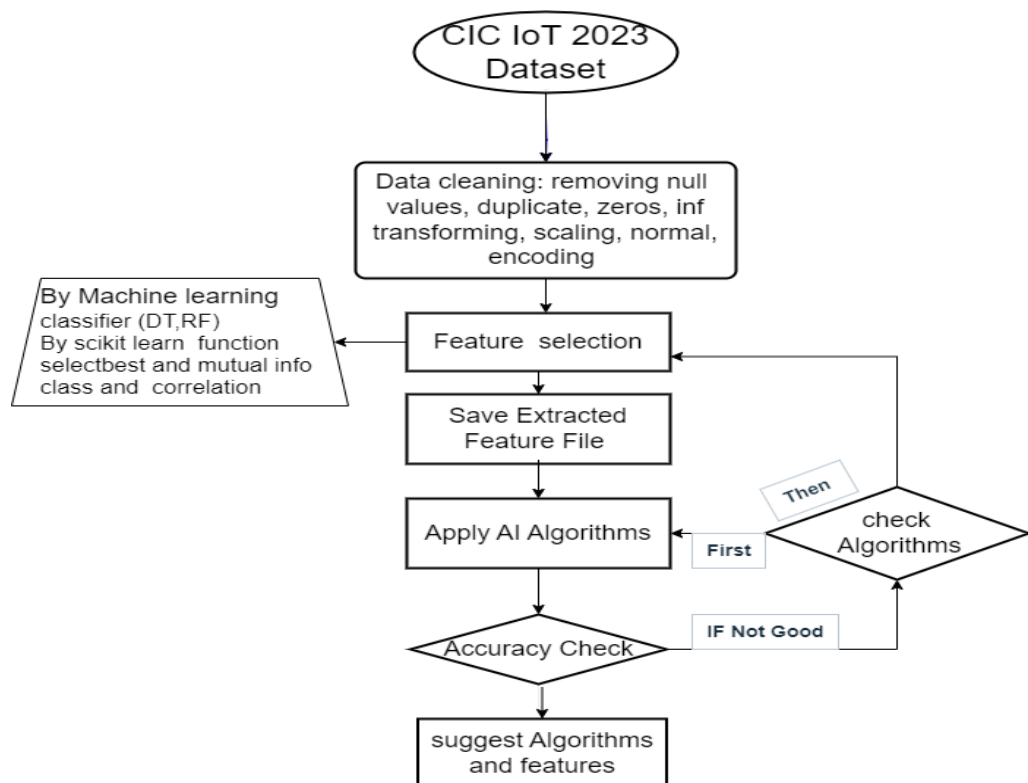 CIC IoT 2023
Dataset
Data cleaning: removing null
values, duplicate, zeros, inf
transforming, scaling, normal,
encoding
By Machine learning
classifier (DT,RF)
By scikit learn function
selectbest and mutual info
class and correlation
Feature selection
Save Extracted
Feature File
Apply AI Algorithms
Then
First
check
Algorithms
Accuracy Check
IF Not Good
suggest Algorithms
and features